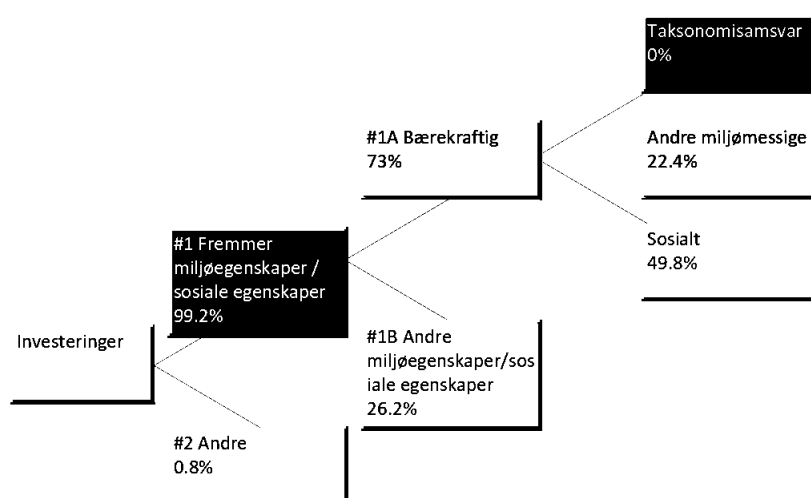 Taksonomisamsvar
0%
#1A Bærekraftig
73%
Andre miljømessige
22.4%
#1 Fremmer
miljøegenskaper /
sosiale egenskaper
99.2%
Sosialt
49.8%
Investeringer
#1B Andre
miljøegenskaper/sos
iale egenskaper
26.2%
#2 Andre
0.8%